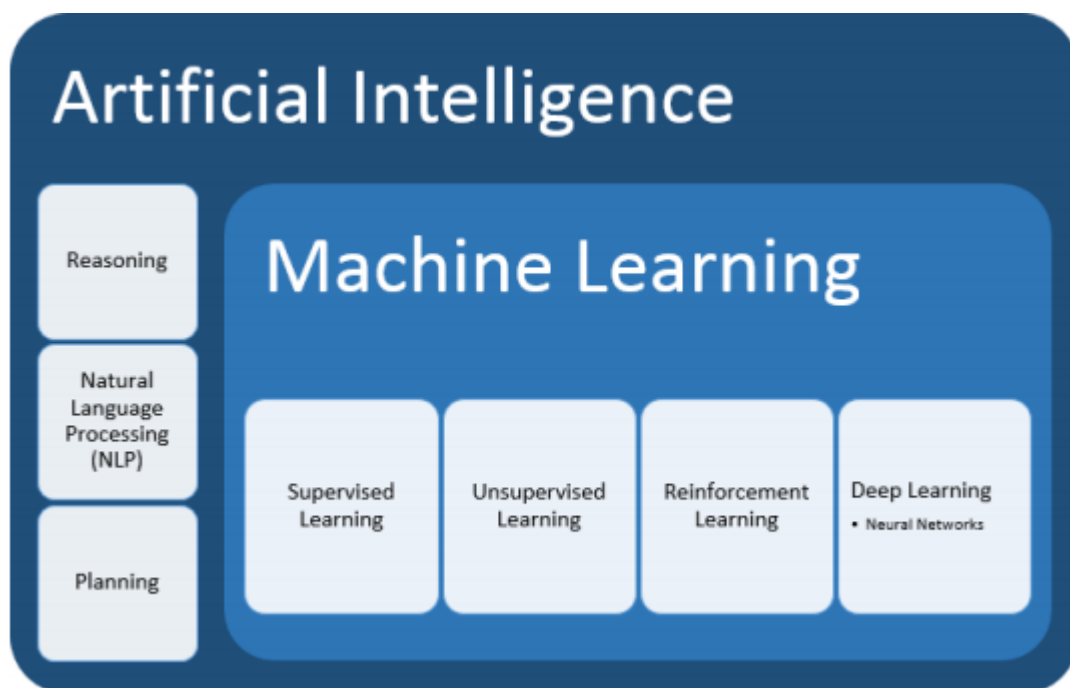 Artificial Intelligence
Reasoning
Natural
Language
Processing
(NLP)
Planning
Machine Learning
Supervised
Learning
Unsupervised
Learning
Reinforcement
Learning
Deep Learning
• Neural Networks